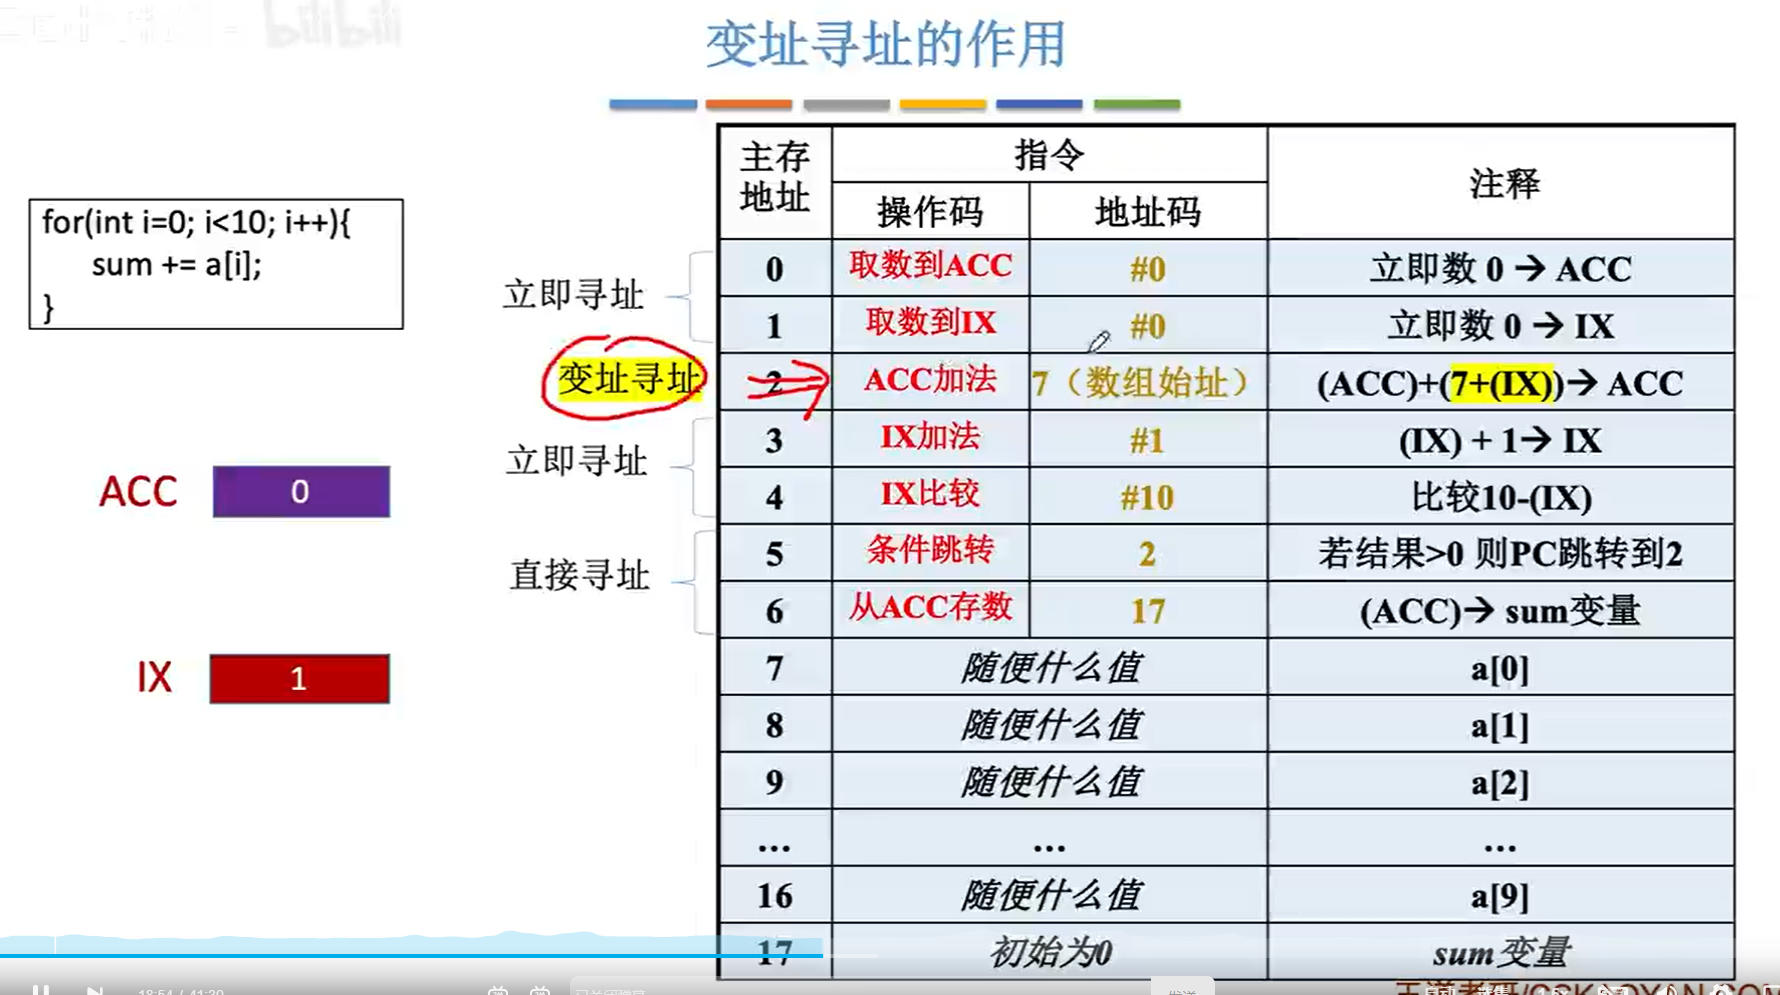 bilibili
变址寻址的作用
for(int i=0; i<10; i++){
sum += a[i];
}
ACC 0
IX 1
立即寻址
变址寻址
立即寻址
直接寻址
主存地址 指令 注释
操作码 地址码
0 取数到ACC #0 立即数 0 → ACC
1 取数到IX #0 立即数 0 → IX
2 ACC加法 7（数组始址） (ACC)+(7+(IX))→ ACC
3 IX加法 #1 (IX) + 1→ IX
4 IX比较 #10 比较10-(IX)
5 条件跳转 2 若结果>0 则PC跳转到2
6 从ACC存数 17 (ACC)→ sum变量
7 随便什么值 a[0]
8 随便什么值 a[1]
9 随便什么值 a[2]
... ... ...
16 随便什么值 a[9]
17 初始为0 sum变量
18:54 / 41:20